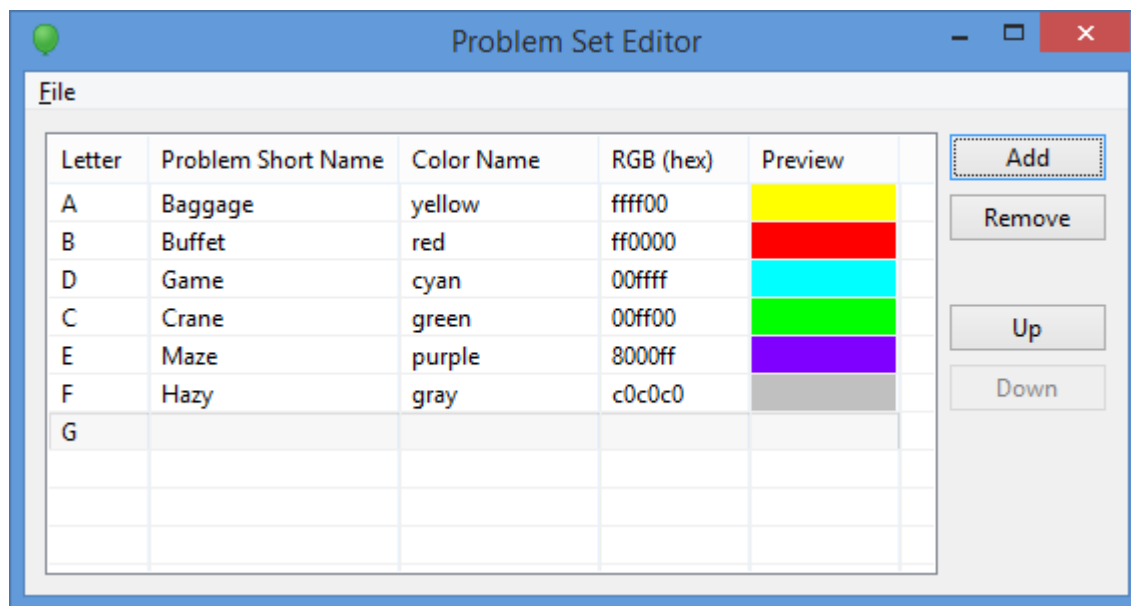 Problem Set Editor
File
Letter Problem Short Name Color Name RGB (hex) Preview
A Baggage yellow ffff00
B Buffet red ff0000
D Game cyan 00ffff
C Crane green 00ff00
E Maze purple 8000ff
F Hazy gray c0c0c0
G
Add
Remove
Up
Down